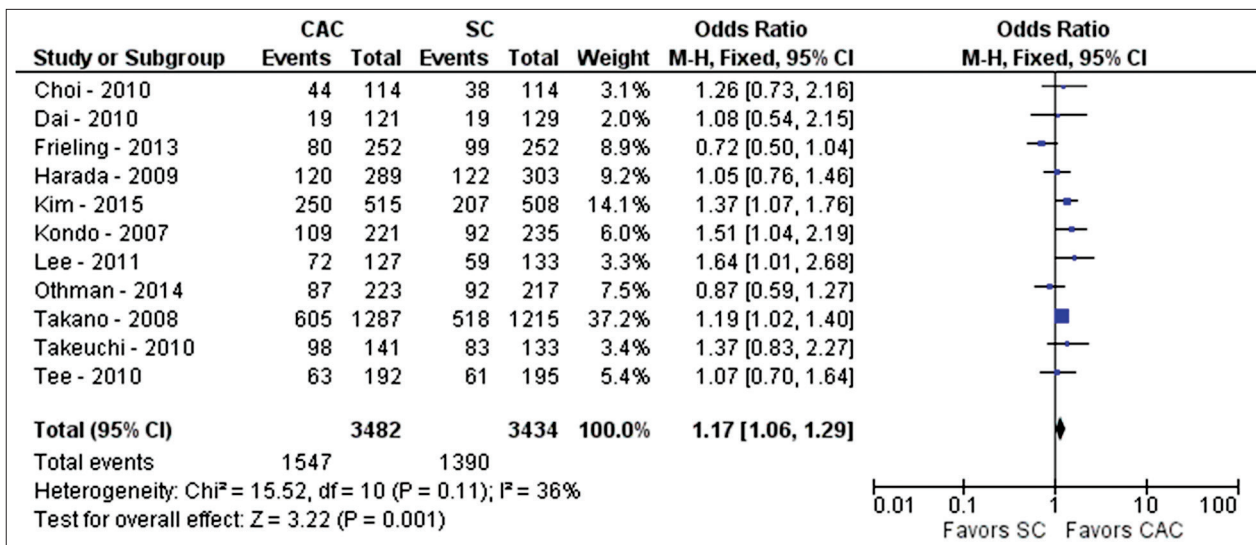 CAC SC Odds Ratio Odds Ratio
Study or Subgroup Events Total Events Total Weight M-H, Fixed, 95% CI M-H, Fixed, 95% CI
Choi - 2010 44 114 38 114 3.1% 1.26 [0.73, 2.16]
Dai - 2010 19 121 19 129 2.0% 1.08 [0.54, 2.15]
Frieling - 2013 80 252 99 252 8.9% 0.72 [0.50, 1.04]
Harada - 2009 120 289 122 303 9.2% 1.05 [0.76, 1.46]
Kim - 2015 250 515 207 508 14.1% 1.37 [1.07, 1.76]
Kondo - 2007 109 221 92 235 6.0% 1.51 [1.04, 2.19]
Lee - 2011 72 127 59 133 3.3% 1.64 [1.01, 2.68]
Othman - 2014 87 223 92 217 7.5% 0.87 [0.59, 1.27]
Takano - 2008 605 1287 518 1215 37.2% 1.19 [1.02, 1.40]
Takeuchi - 2010 98 141 83 133 3.4% 1.37 [0.83, 2.27]
Tee - 2010 63 192 61 195 5.4% 1.07 [0.70, 1.64]
Total (95% CI) 3482 3434 100.0% 1.17 [1.06, 1.29]
Total events 1547 1390
Heterogeneity: Chi² = 15.52, df = 10 (P = 0.11); I² = 36%
Test for overall effect: Z = 3.22 (P = 0.001)
0.01 0.1 1 10 100
Favors SC Favors CAC